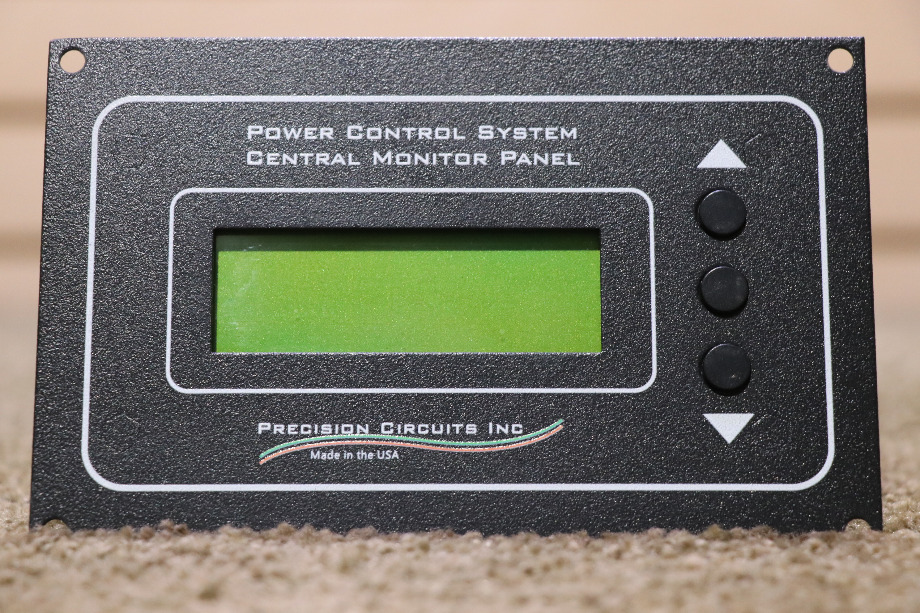 Power Control System
Central Monitor Panel
Precision Circuits Inc
Made in the USA